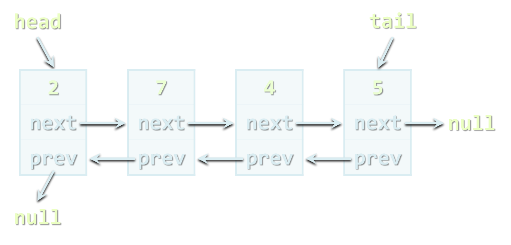 head tail
2 7 4 5
next next next next null
prev prev prev prev
null